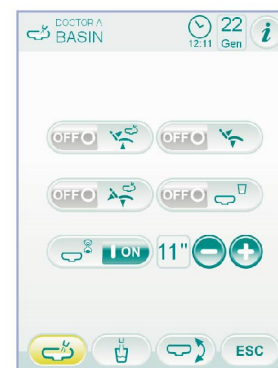 DOCTOR A
BASIN
12:11
22
Gen
i
OFF
OFF
OFF
OFF
ON 11"
ESC